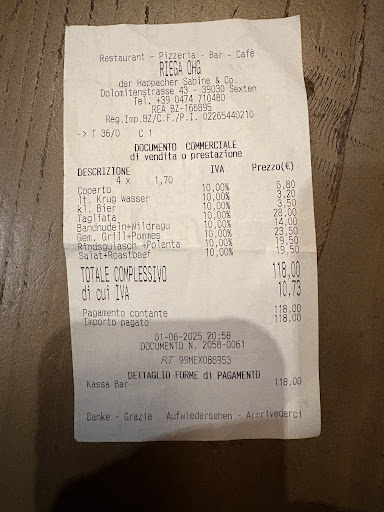 Restaurant - Pizzeria - Bar - Cafè
RIEGA OHG
der Happacher Sabine & Co.
Dolomitenstrasse 43 - 39030 Sexten
Tel. +39 0474 710480
REA BZ-166895
Reg.Imp.BZ/C.F./P.I. 02265440210
-> T 36/0 C 1
DOCUMENTO COMMERCIALE
di vendita o prestazione
DESCRIZIONE IVA Prezzo(€)
4 x 1,70
Coperto 10,00% 6,80
lt. Krug Wasser 10,00% 3,20
kl. Bier 10,00% 3,50
Tagliata 10,00% 28,00
Bandnudeln+Wildragu 10,00% 14,00
Gem. Grill+Pommes 10,00% 23,50
Rindsgulasch +Polenta 10,00% 19,50
Salat+Roastbeef 10,00% 19,50
TOTALE COMPLESSIVO 118,00
di cui IVA 10,73
Pagamento contante 118,00
Importo pagato 118,00
01-06-2025 20:58
DOCUMENTO N. 2058-0061
RT 99MEX086953
DETTAGLIO FORME di PAGAMENTO
Kassa Bar 118,00
Danke - Grazie Aufwiedersehen - Arrivederci